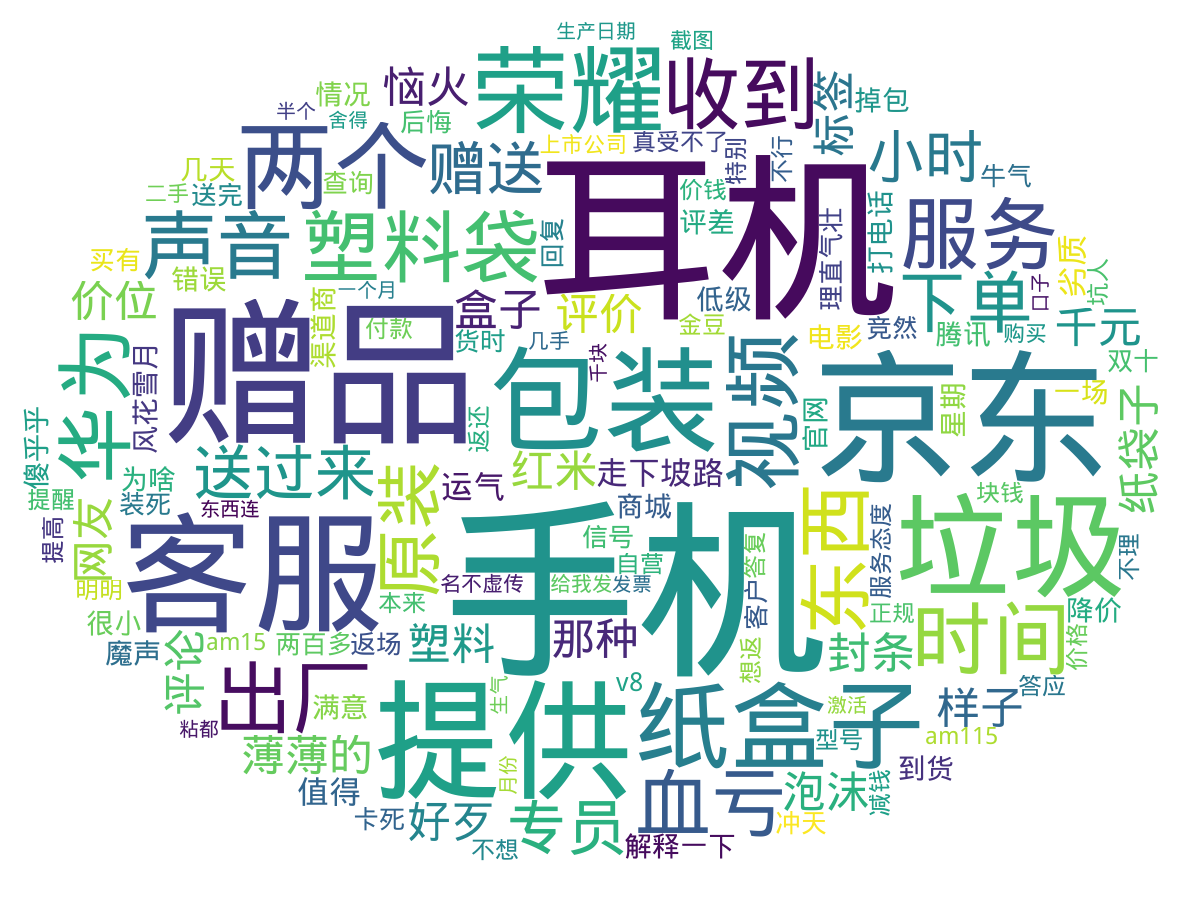 生产日期
截图
荣耀
收到
恼火
情况
后悔
半个
舍得
标签
掉包
两个
赠送
上市公司
真受不了
特别
不行
小时
牛气
几天
查询
二手
送完
耳机
价钱
评差
打电话
服务
声音
塑料袋
回复
理直气壮
买有
错误
价位
渠道商
一个月
盒子
评价
低级
金豆
下单
口子
劣质
坑人
千元
付款
货时
几手
千块
电影
竞然
腾讯
购买
华为
风花雪月
赠品
包装
视频
京东
双十
一场
返还
官网
星期
纸袋子
傻乎乎
送过来
为啥
原装
运气
红米
走下坡路
提醒
装死
东西连
商城
东西
块钱
垃圾
网友
提高
客服
手机
信号
自营
客户
答复
服务态度
不理
明明
名不虚传
给我发
发票
本来
正规
时间
降价
很小
am15
两百多
返场
塑料
那种
封条
价格
魔声
评论
出厂
满意
提供
生气
v8
想返
纸盒子
激活
样子
答应
粘都
薄薄的
型号
am115
月份
血亏
泡沫
减钱
到货
值得
卡死
好歹
专员
冲天
不想
解释一下